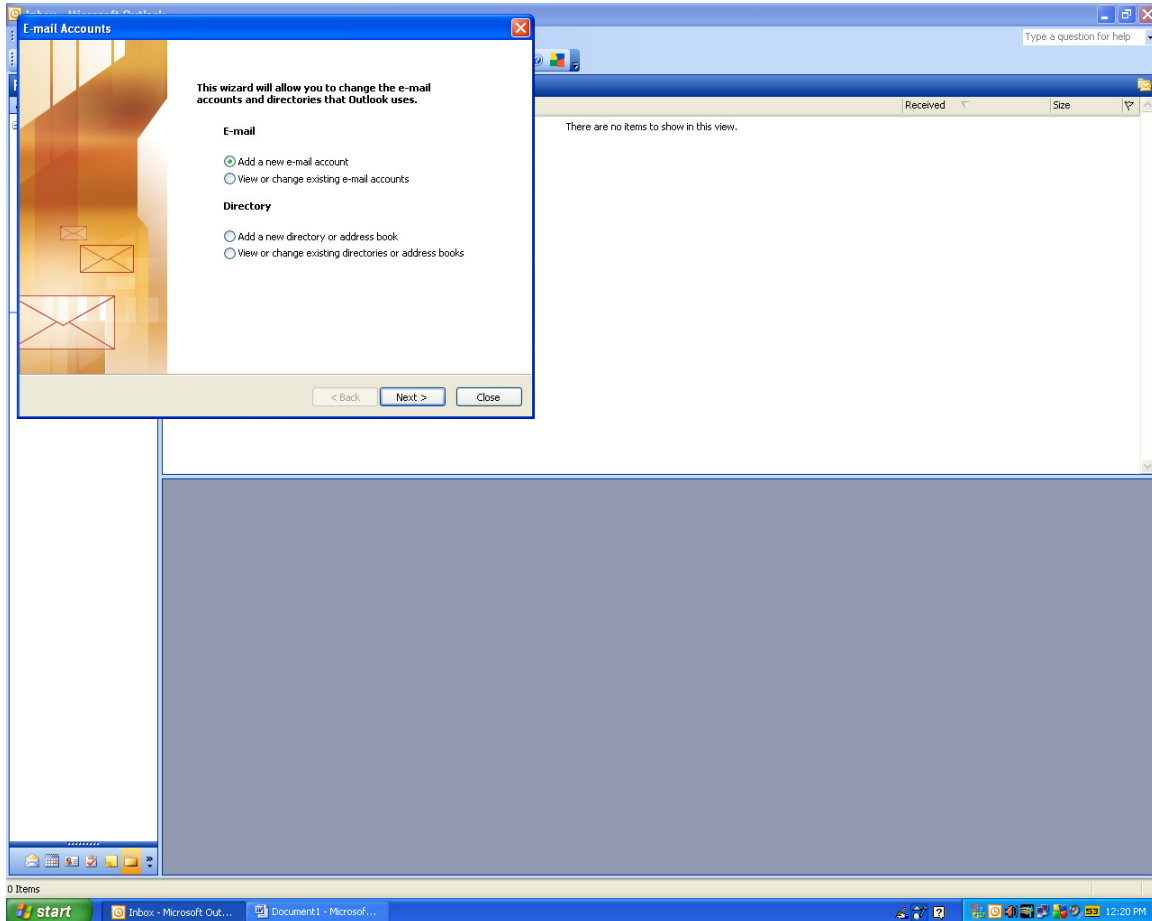 E-mail Accounts
Type a question for help
This wizard will allow you to change the e-mail
accounts and directories that Outlook uses.
E-mail
Add a new e-mail account
View or change existing e-mail accounts
Directory
Add a new directory or address book
View or change existing directories or address books
< Back
Next >
Close
Received
Size
There are no items to show in this view.
0 Items
start
Inbox - Microsoft Out...
Document1 - Microsof...
53
12:20 PM